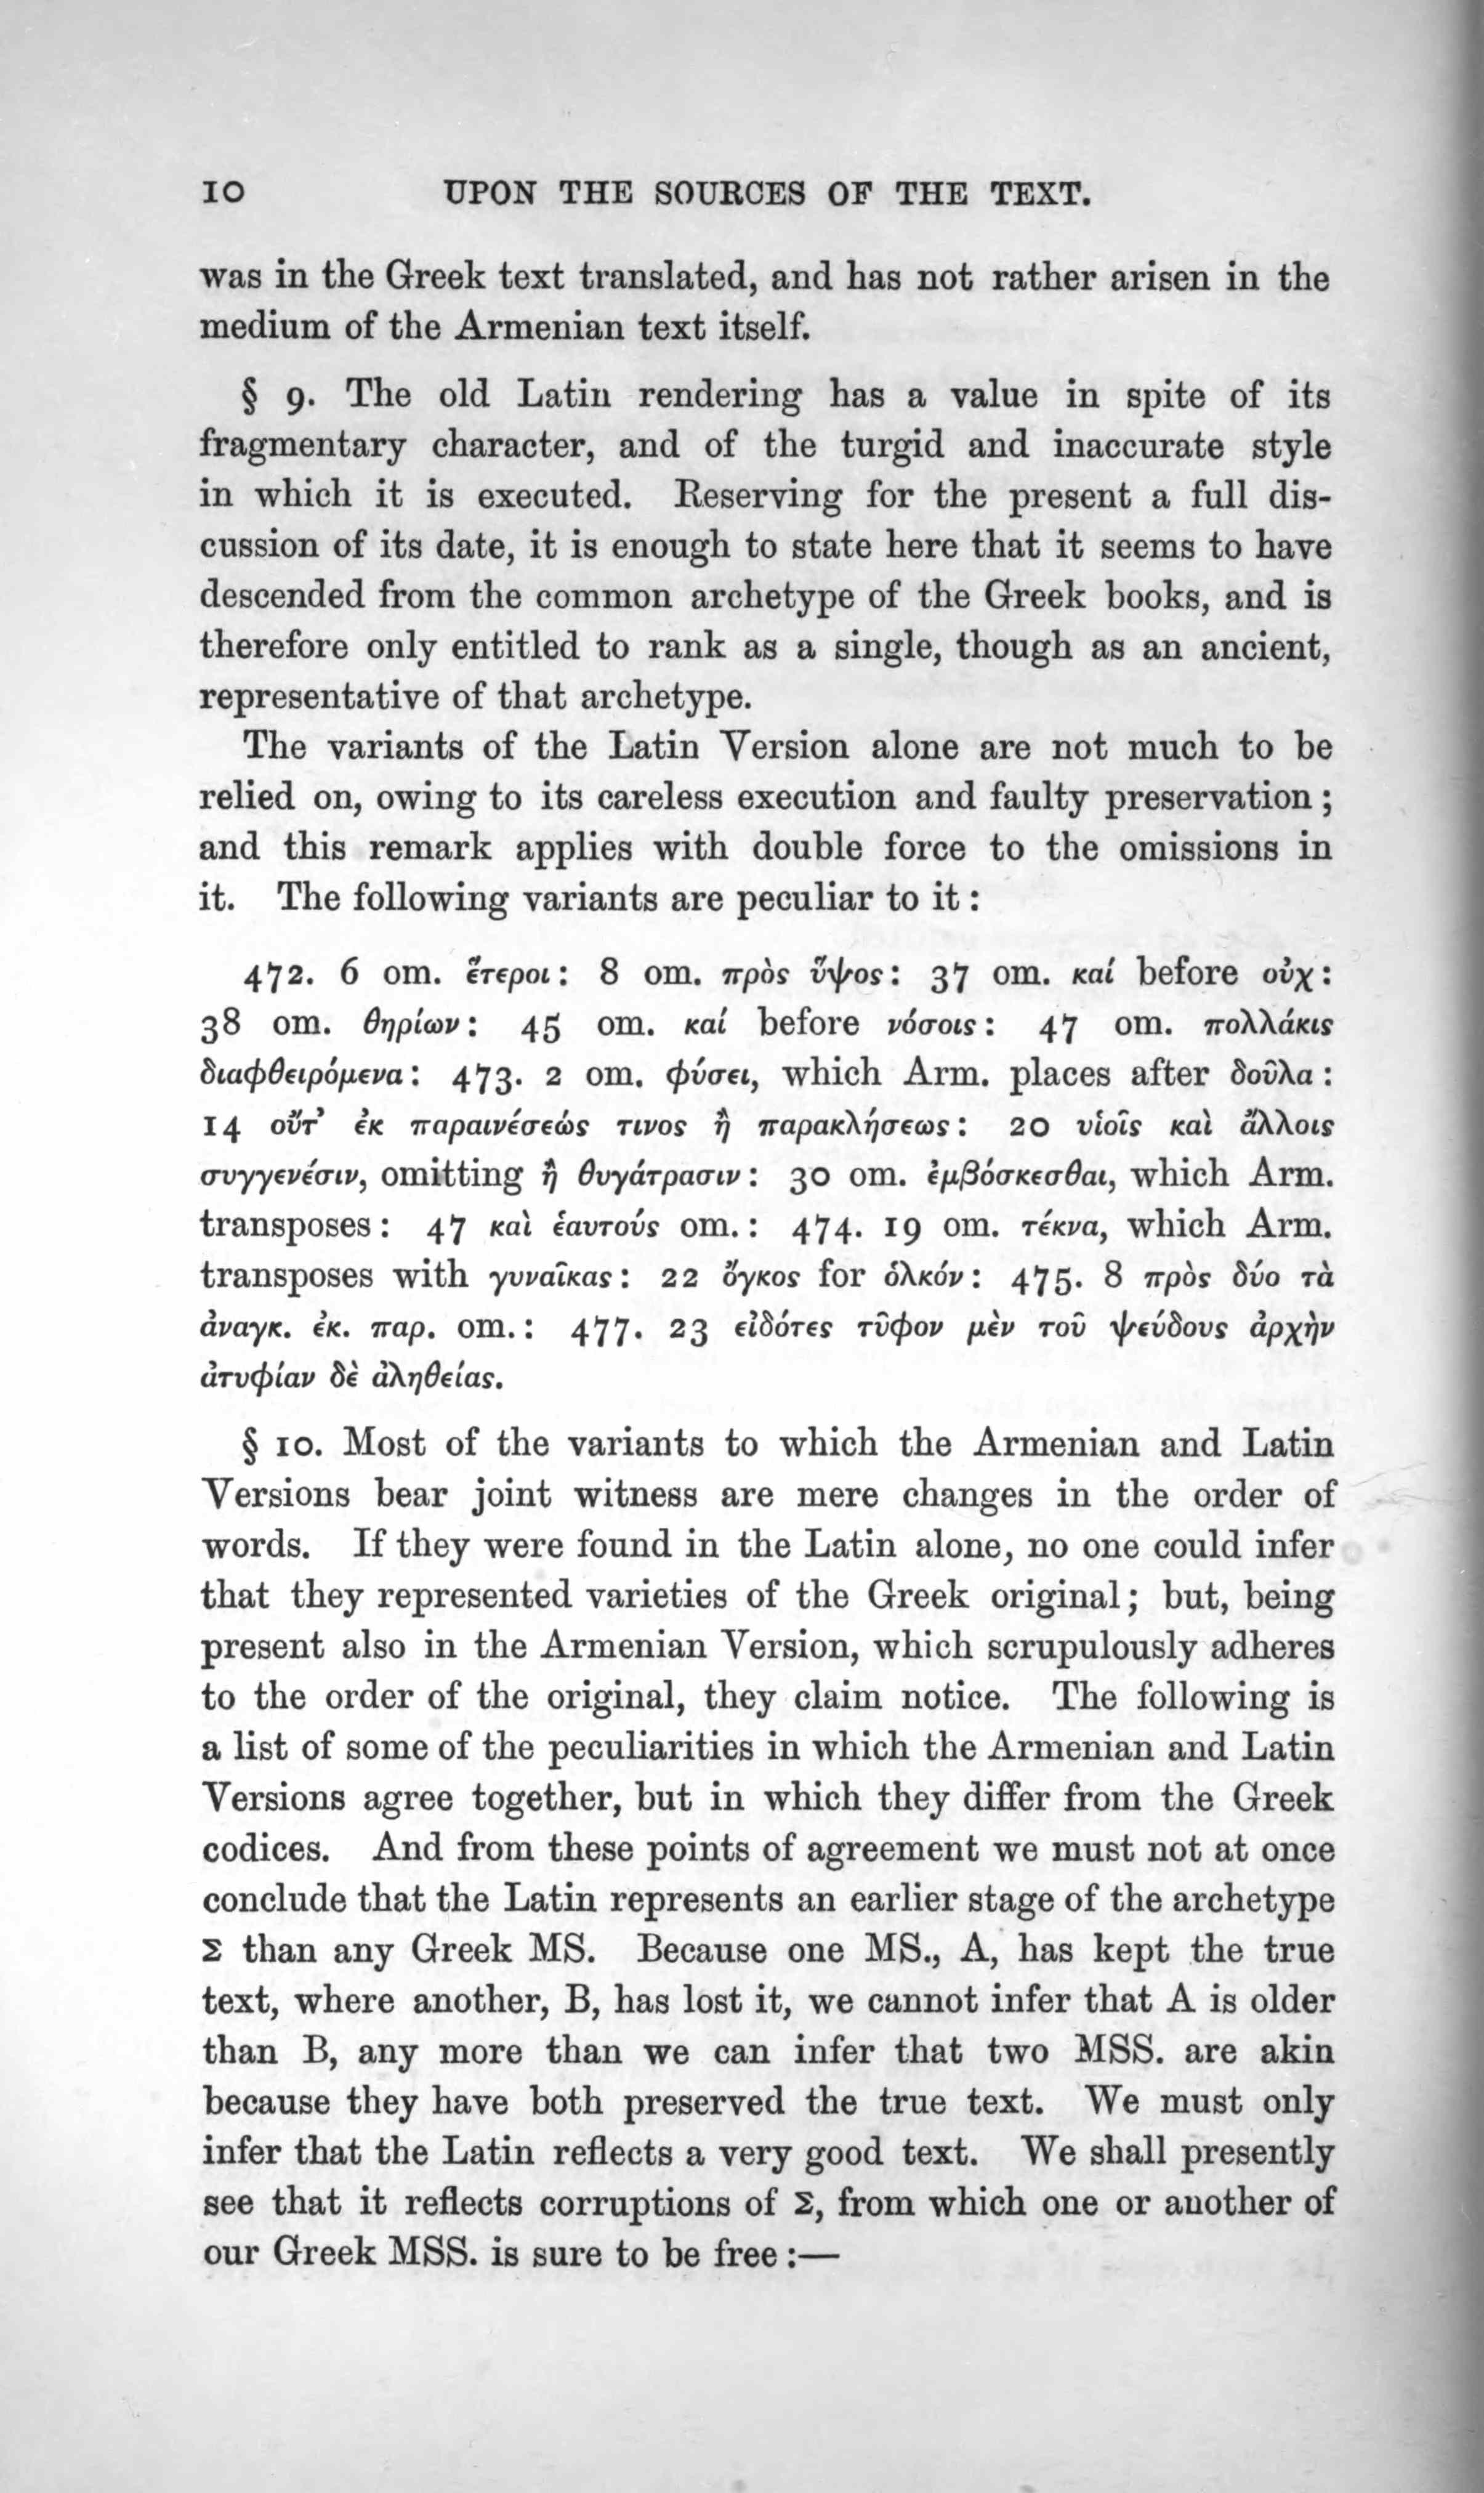 10 UPON THE SOURCES OF THE TEXT.
was in the Greek text translated, and has not rather arisen in the
medium of the Armenian text itself.
§ 9. The old Latin rendering has a value in spite of its
fragmentary character, and of the turgid and inaccurate style
in which it is executed. Reserving for the present a full dis-
cussion of its date, it is enough to state here that it seems to have
descended from the common archetype of the Greek books, and is
therefore only entitled to rank as a single, though as an ancient,
representative of that archetype.
The variants of the Latin Version alone are not much to be
relied on, owing to its careless execution and faulty preservation ;
and this remark applies with double force to the omissions in
it. The following variants are peculiar to it :
472. 6 om. ἕτεροι : 8 om. πρὸς ὕψος : 37 om. καί before οὐχ :
38 om. θηρίων : 45 om. καί before νόσοις : 47 om. πολλάκις
διαφθειρόμενα : 473. 2 om. φύσει, which Arm. places after δοῦλα :
14 οὔτ’ ἐκ παραινέσεώς τινος ἢ παρακλήσεως : 20 υἱοῖς καὶ ἄλλοις
συγγενέσιν, omitting ἢ θυγάτρασιν : 30 om. ἐμβόσκεσθαι, which Arm.
transposes : 47 καὶ ἑαυτούς om. : 474. 19 om. τέκνα, which Arm.
transposes with γυναῖκας : 22 ὄγκος for ὁλκόν : 475. 8 πρὸς δύο τὰ
ἀναγκ. ἐκ. παρ. om. : 477. 23 εἰδότες τῦφον μὲν τοῦ ψεύδους ἀρχὴν
ἀτυφίαν δὲ ἀληθείας.
§ 10. Most of the variants to which the Armenian and Latin
Versions bear joint witness are mere changes in the order of
words. If they were found in the Latin alone, no one could infer
that they represented varieties of the Greek original ; but, being
present also in the Armenian Version, which scrupulously adheres
to the order of the original, they claim notice. The following is
a list of some of the peculiarities in which the Armenian and Latin
Versions agree together, but in which they differ from the Greek
codices. And from these points of agreement we must not at once
conclude that the Latin represents an earlier stage of the archetype
Σ than any Greek MS. Because one MS., A, has kept the true
text, where another, B, has lost it, we cannot infer that A is older
than B, any more than we can infer that two MSS. are akin
because they have both preserved the true text. We must only
infer that the Latin reflects a very good text. We shall presently
see that it reflects corruptions of Σ, from which one or another of
our Greek MSS. is sure to be free :—